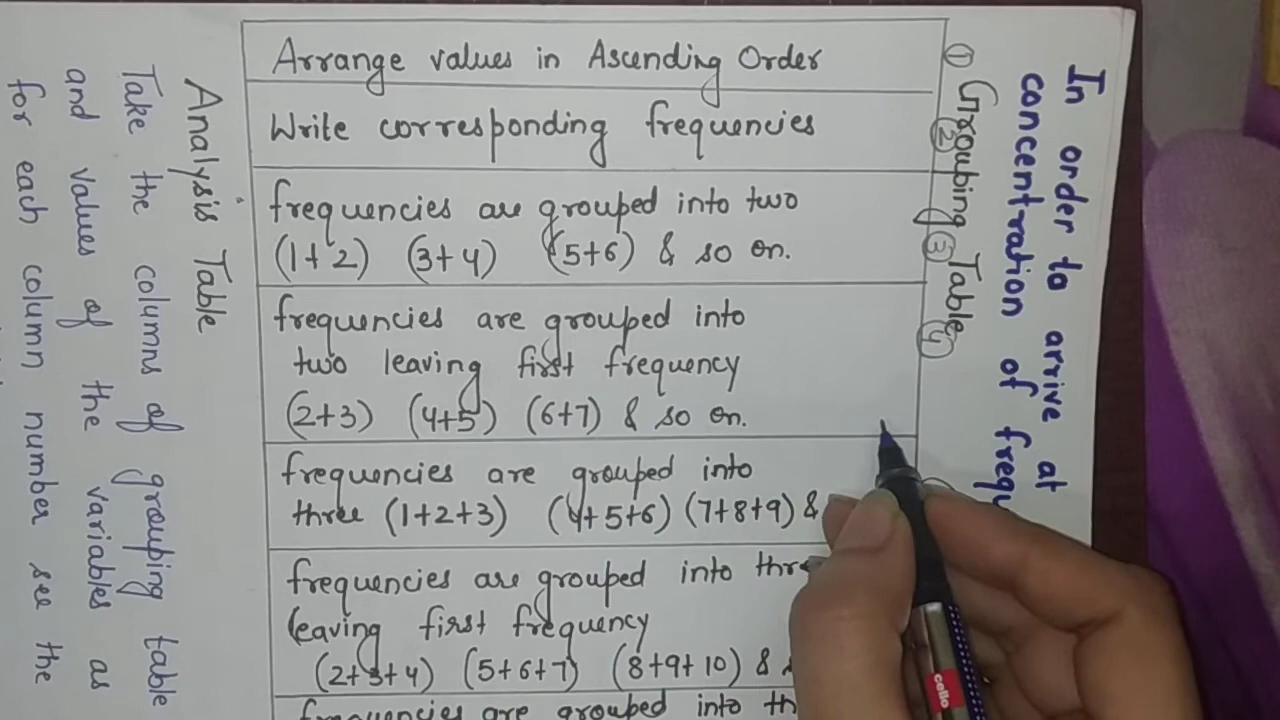 In order to arrive at
concentration of
① Grouping Table
②
③
④
Arrange values in Ascending Order
Write corresponding frequencies
frequencies are grouped into two
(1+2) (3+4) (5+6) & so on.
frequencies are grouped into
two leaving first frequency
(2+3) (4+5) (6+7) & so on.
frequencies are grouped into
three (1+2+3) (4+5+6) (7+8+9) &
frequencies are grouped into
leaving first frequency
(2+3+4) (5+6+7) (8+9+10) &
frequencies are grouped into
Analysis Table
Take the columns of grouping table
and values of the variables as
for each column number see the
cello